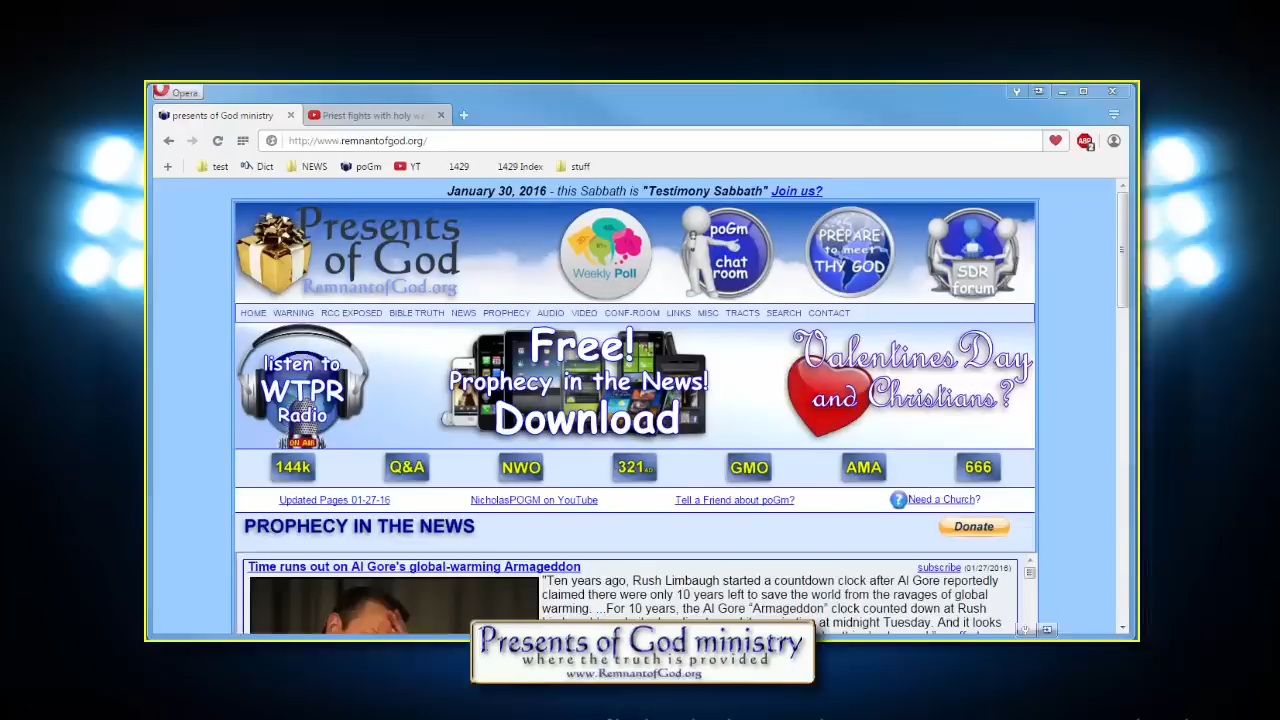 Opera
presents of God ministry
Priest fights with holy wa
http://www.remnantofgod.org/
test Dict NEWS poGm YT 1429 1429 Index stuff
January 30, 2016 - this Sabbath is "Testimony Sabbath" Join us?
Presents
of God
RemnantofGod.org
Weekly Poll
poGm
chat
room
PREPARE
to meet
THY GOD
SDR
forum
HOME WARNING RCC EXPOSED BIBLE TRUTH NEWS PROPHECY AUDIO VIDEO CONF-ROOM LINKS MISC TRACTS SEARCH CONTACT
listen to
WTPR
Radio
ON AIR
Free!
Prophecy in the News!
Download
Valentines Day
and Christians?
144k Q&A NWO 321 AD GMO AMA 666
Updated Pages 01-27-16 NicholasPOGM on YouTube Tell a Friend about poGm? Need a Church?
PROPHECY IN THE NEWS
Donate
Time runs out on Al Gore's global-warming Armageddon
subscribe (01/27/2016)
"Ten years ago, Rush Limbaugh started a countdown clock after Al Gore reportedly
claimed there were only 10 years left to save the world from the ravages of global
warming. ...For 10 years, the Al Gore “Armageddon” clock counted down at Rush
at midnight Tuesday. And it looks
Presents of God ministry
where the truth is provided
www.RemnantofGod.org